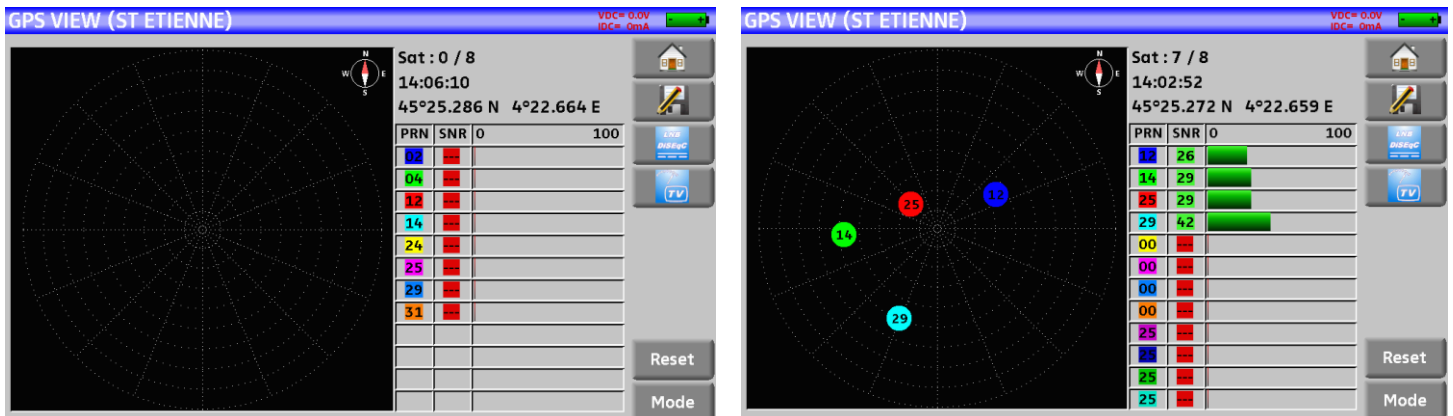 GPS VIEW (ST ETIENNE)
VDC= 0.0V
IDC= 0mA
- +
N
W E
S
Sat : 0 / 8
14:06:10
45°25.286 N 4°22.664 E
PRN SNR 0 100
02 ---
04 ---
12 ---
14 ---
24 ---
25 ---
29 ---
31 ---
LNB
DiSEqC
TV
Reset
Mode
GPS VIEW (ST ETIENNE)
VDC= 0.0V
IDC= 0mA
- +
N
W E
S
12
25
14
29
Sat : 7 / 8
14:02:52
45°25.272 N 4°22.659 E
PRN SNR 0 100
12 26
14 29
25 29
29 42
00 ---
00 ---
00 ---
00 ---
25 ---
25 ---
25 ---
25 ---
LNB
DiSEqC
TV
Reset
Mode